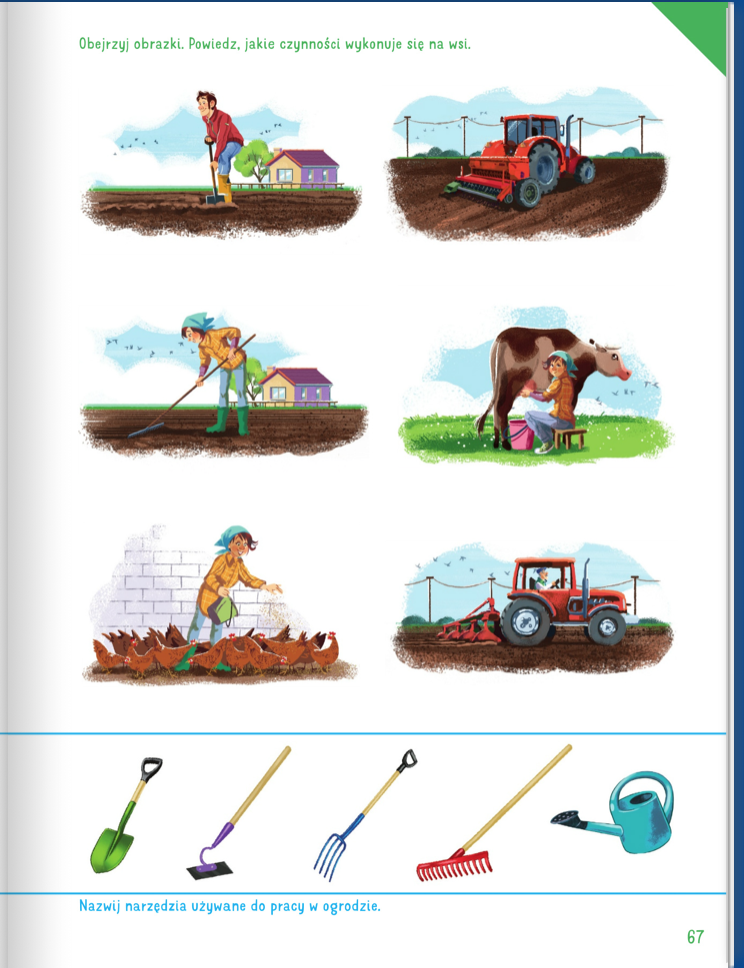 Obejrzyj obrazki. Powiedz, jakie czynności wykonuje się na wsi.
Nazwij narzędzia używane do pracy w ogrodzie.
67